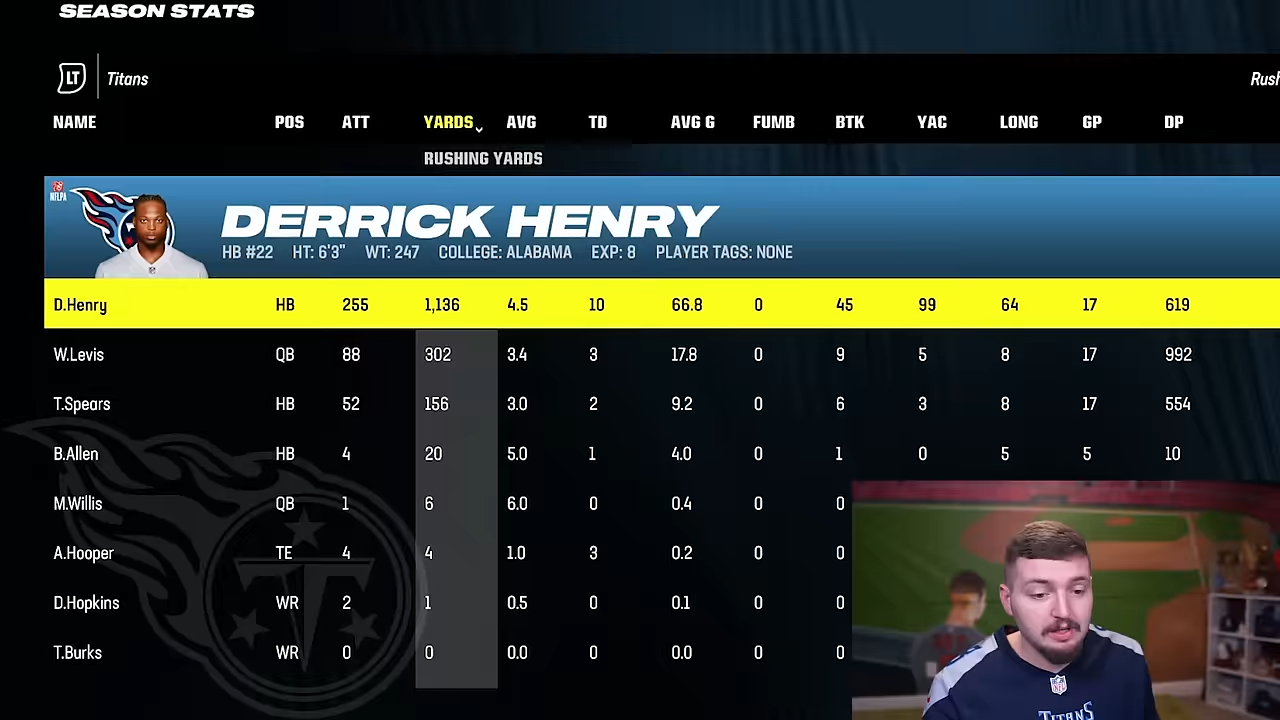 SEASON STATS
LT Titans Rush
NAME POS ATT YARDS AVG TD AVG G FUMB BTK YAC LONG GP DP
RUSHING YARDS
NFLPA
DERRICK HENRY
HB #22 HT: 6'3" WT: 247 COLLEGE: ALABAMA EXP: 8 PLAYER TAGS: NONE
D.Henry HB 255 1,136 4.5 10 66.8 0 45 99 64 17 619
W.Levis QB 88 302 3.4 3 17.8 0 9 5 8 17 992
T.Spears HB 52 156 3.0 2 9.2 0 6 3 8 17 554
B.Allen HB 4 20 5.0 1 4.0 0 1 0 5 5 10
M.Willis QB 1 6 6.0 0 0.4 0 0
A.Hooper TE 4 4 1.0 3 0.2 0 0
D.Hopkins WR 2 1 0.5 0 0.1 0 0
T.Burks WR 0 0 0.0 0 0.0 0 0
NFL
TITANS